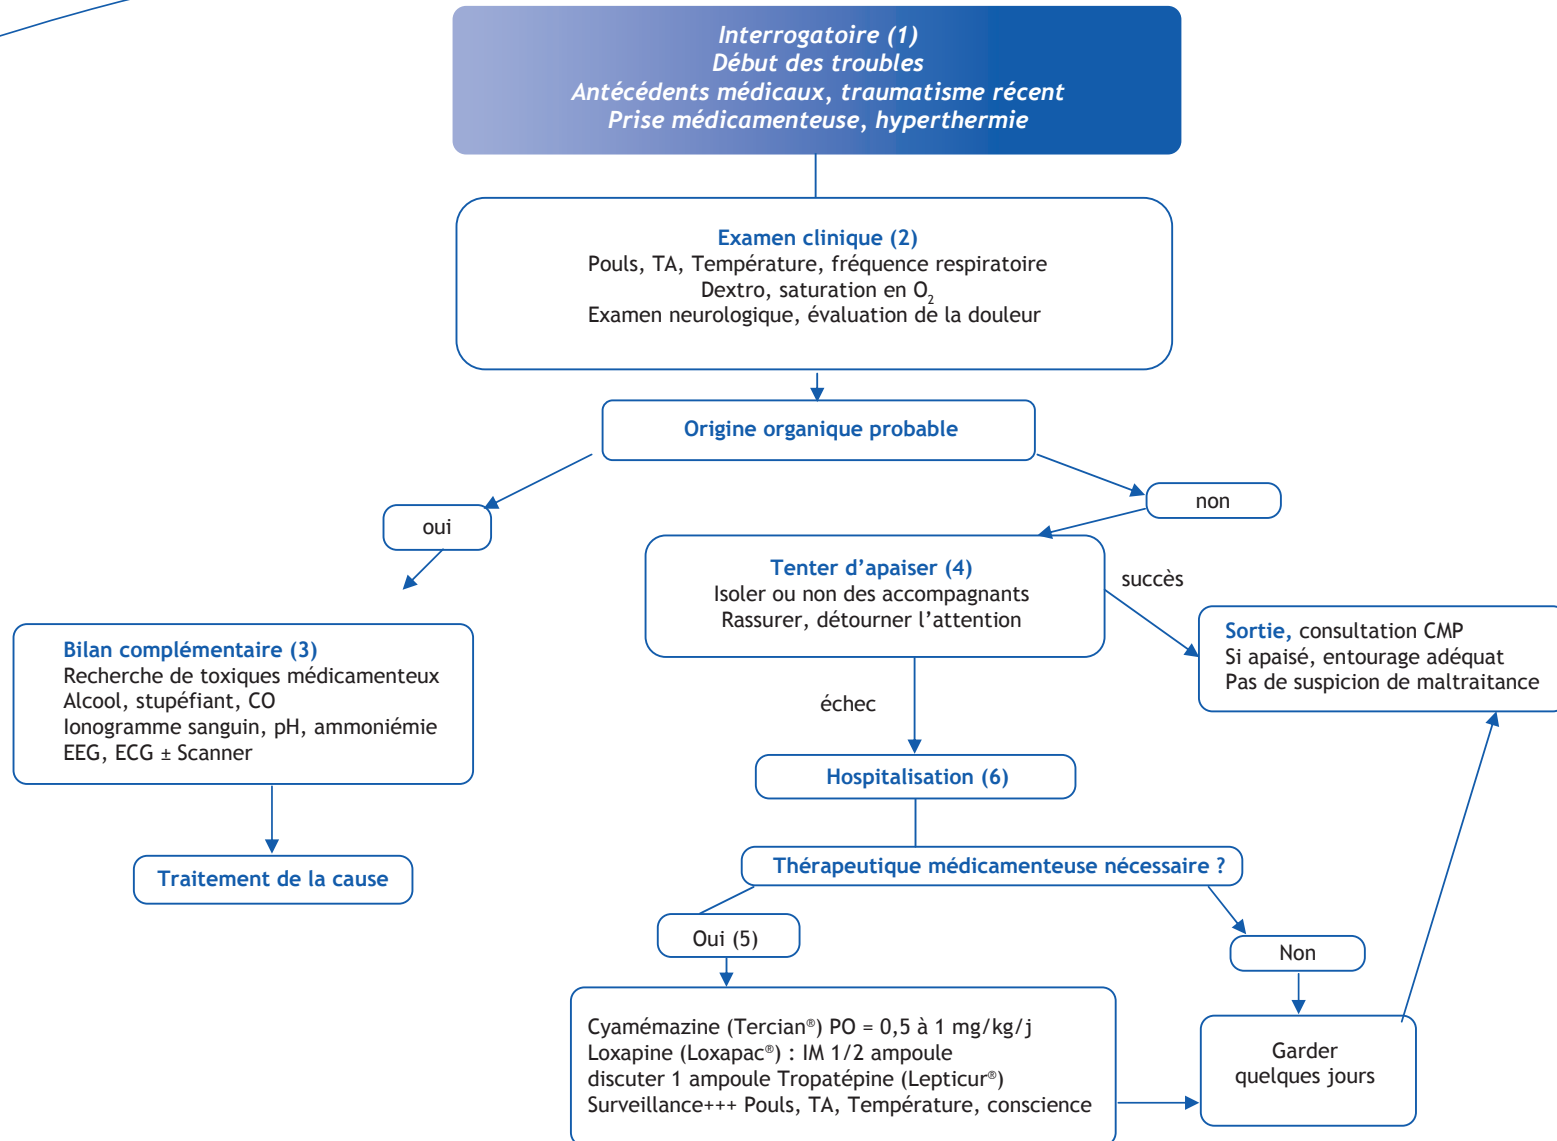 Interrogatoire (1)
Début des troubles
Antécédents médicaux, traumatisme récent
Prise médicamenteuse, hyperthermie
Examen clinique (2)
Pouls, TA, Température, fréquence respiratoire
Dextro, saturation en O₂
Examen neurologique, évaluation de la douleur
Origine organique probable
oui
non
Bilan complémentaire (3)
Recherche de toxiques médicamenteux
Alcool, stupéfiant, CO
Ionogramme sanguin, pH, ammoniémie
EEG, ECG ± Scanner
Traitement de la cause
Tenter d’apaiser (4)
Isoler ou non des accompagnants
Rassurer, détourner l’attention
succès
Sortie, consultation CMP
Si apaisé, entourage adéquat
Pas de suspicion de maltraitance
échec
Hospitalisation (6)
Thérapeutique médicamenteuse nécessaire ?
Oui (5)
Non
Cyamémazine (Tercian®) PO = 0,5 à 1 mg/kg/j
Loxapine (Loxapac®) : IM 1/2 ampoule
discuter 1 ampoule Tropatépine (Lepticur®)
Surveillance+++ Pouls, TA, Température, conscience
Garder
quelques jours